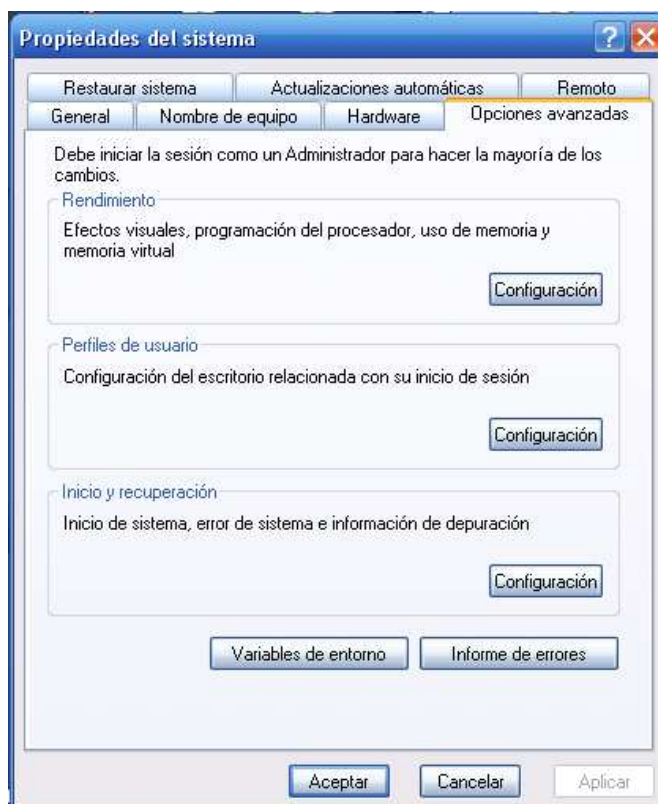 Propiedades del sistema
Restaurar sistema Actualizaciones automáticas Remoto
General Nombre de equipo Hardware Opciones avanzadas
Debe iniciar la sesión como un Administrador para hacer la mayoría de los
cambios.
Rendimiento
Efectos visuales, programación del procesador, uso de memoria y
memoria virtual
Configuración
Perfiles de usuario
Configuración del escritorio relacionada con su inicio de sesión
Configuración
Inicio y recuperación
Inicio de sistema, error de sistema e información de depuración
Configuración
Variables de entorno Informe de errores
Aceptar Cancelar Aplicar